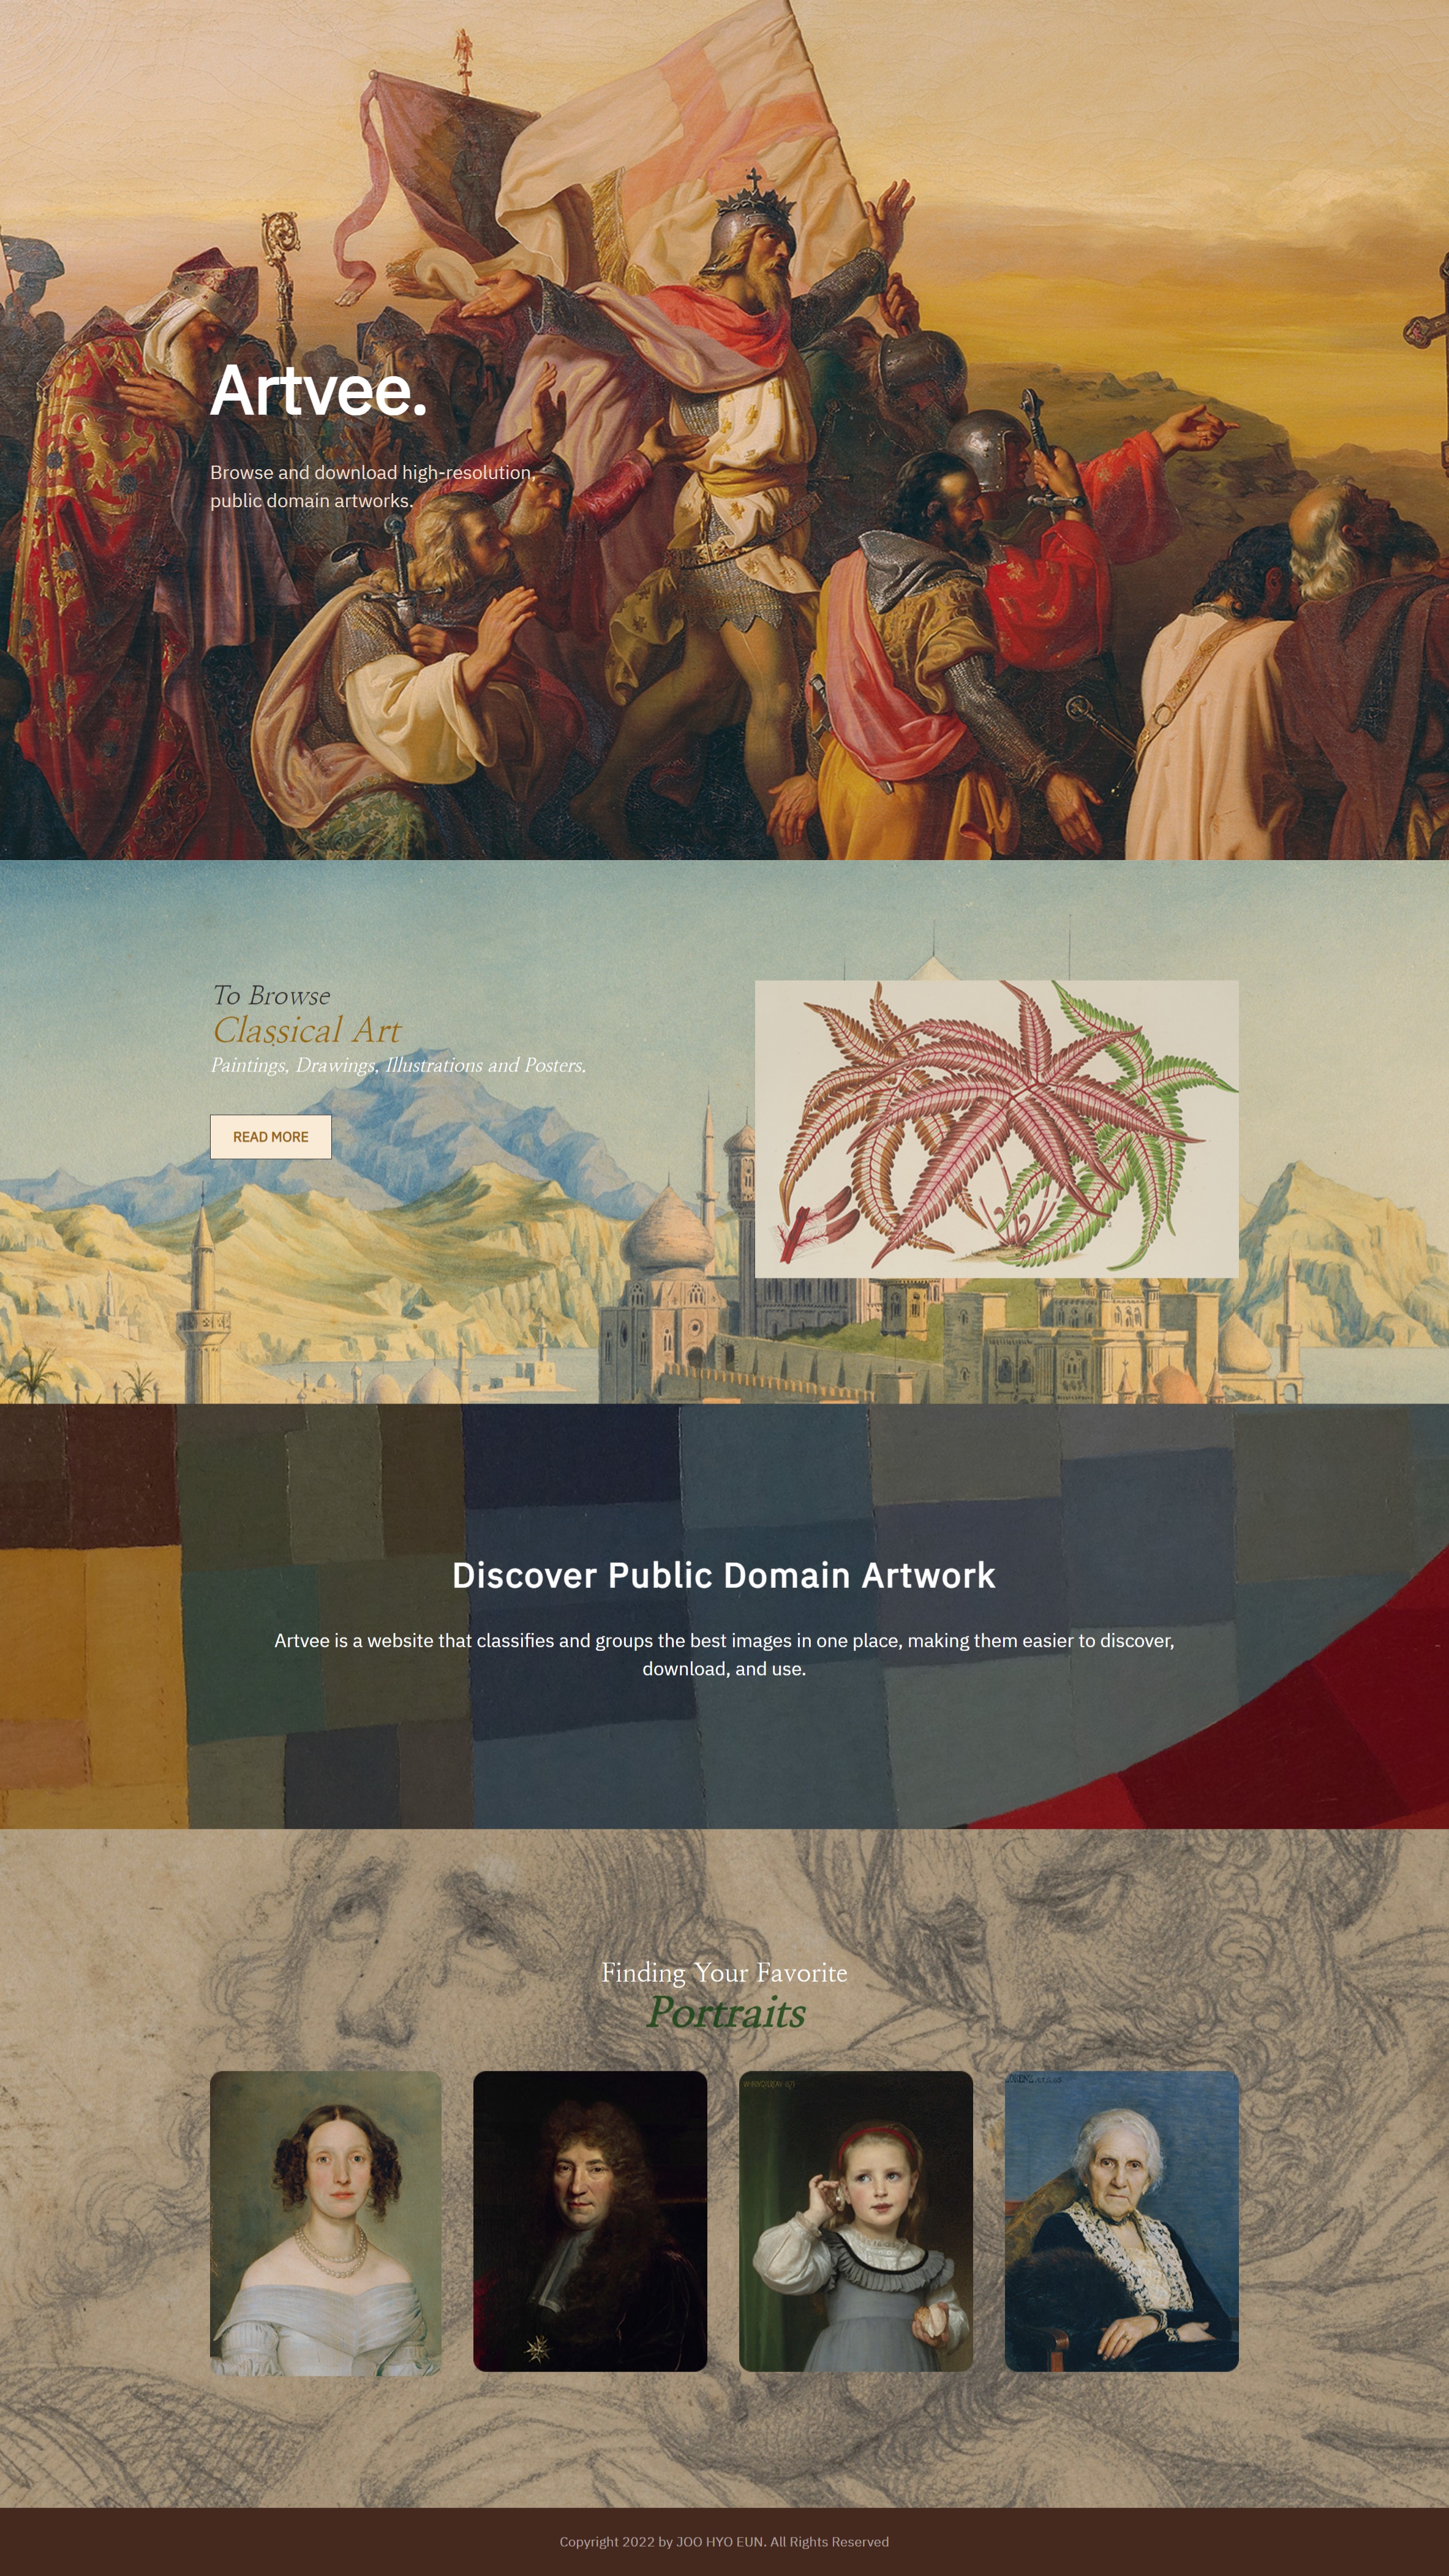 Artvee.
Browse and download high-resolution,
public domain artworks.
To Browse
Classical Art
Paintings, Drawings, Illustrations and Posters.
READ MORE
Discover Public Domain Artwork
Artvee is a website that classifies and groups the best images in one place, making them easier to discover,
download, and use.
Finding Your Favorite
Portraits
Copyright 2022 by JOO HYO EUN. All Rights Reserved